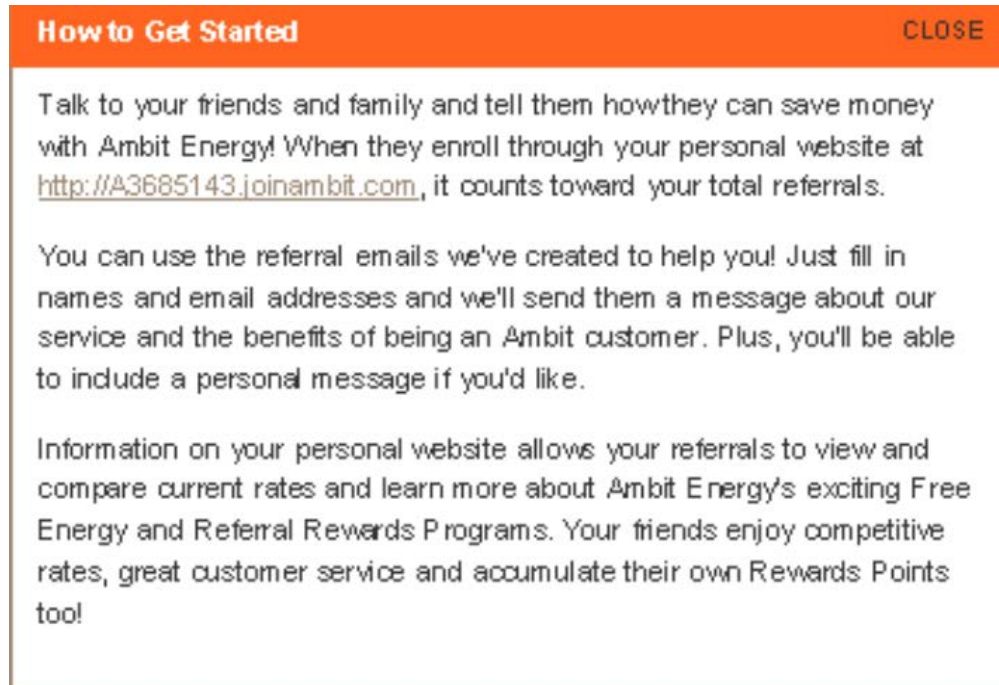 How to Get Started CLOSE
Talk to your friends and family and tell them how they can save money
with Ambit Energy! When they enroll through your personal website at
http://A3685143.joinambit.com, it counts toward your total referrals.
You can use the referral emails we've created to help you! Just fill in
names and email addresses and we'll send them a message about our
service and the benefits of being an Ambit customer. Plus, you'll be able
to include a personal message if you'd like.
Information on your personal website allows your referrals to view and
compare current rates and learn more about Ambit Energy's exciting Free
Energy and Referral Rewards Programs. Your friends enjoy competitive
rates, great customer service and accumulate their own Rewards Points
too!